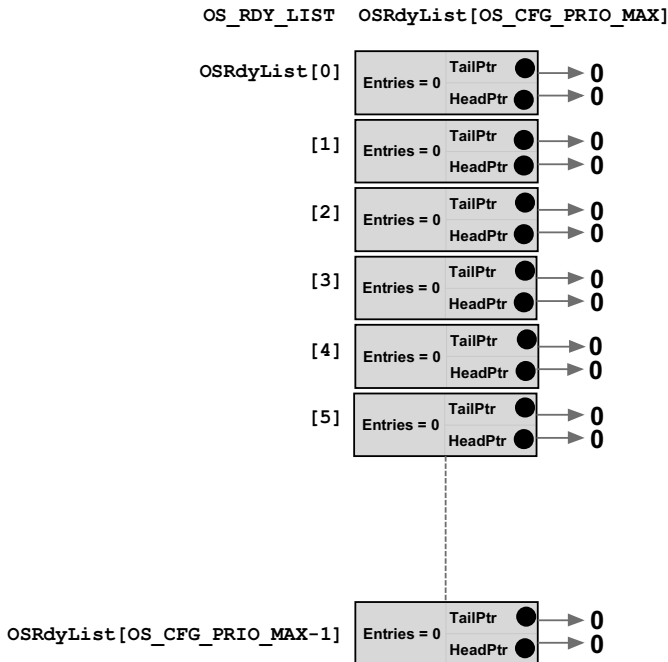 OS_RDY_LIST OSRdyList[OS_CFG_PRIO_MAX]
OSRdyList[0] Entries = 0 TailPtr 0
HeadPtr 0
[1] Entries = 0 TailPtr 0
HeadPtr 0
[2] Entries = 0 TailPtr 0
HeadPtr 0
[3] Entries = 0 TailPtr 0
HeadPtr 0
[4] Entries = 0 TailPtr 0
HeadPtr 0
[5] Entries = 0 TailPtr 0
HeadPtr 0
OSRdyList[OS_CFG_PRIO_MAX-1] Entries = 0 TailPtr 0
HeadPtr 0